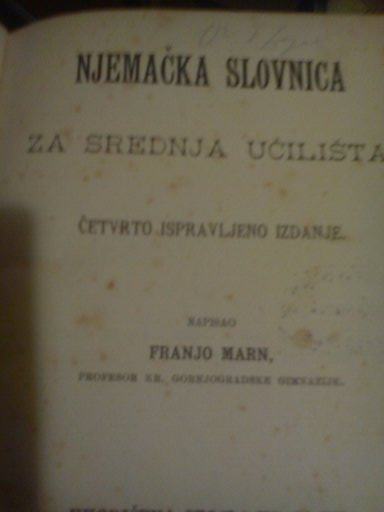 NJEMAČKA SLOVNICA
ZA SREDNJA UČILIŠTA
ČETVRTO ISPRAVLJENO IZDANJE.
NAPISAO
FRANJO MARN,
PROFESOR KR. GORNJOGRADSKE GIMNAZIJE.